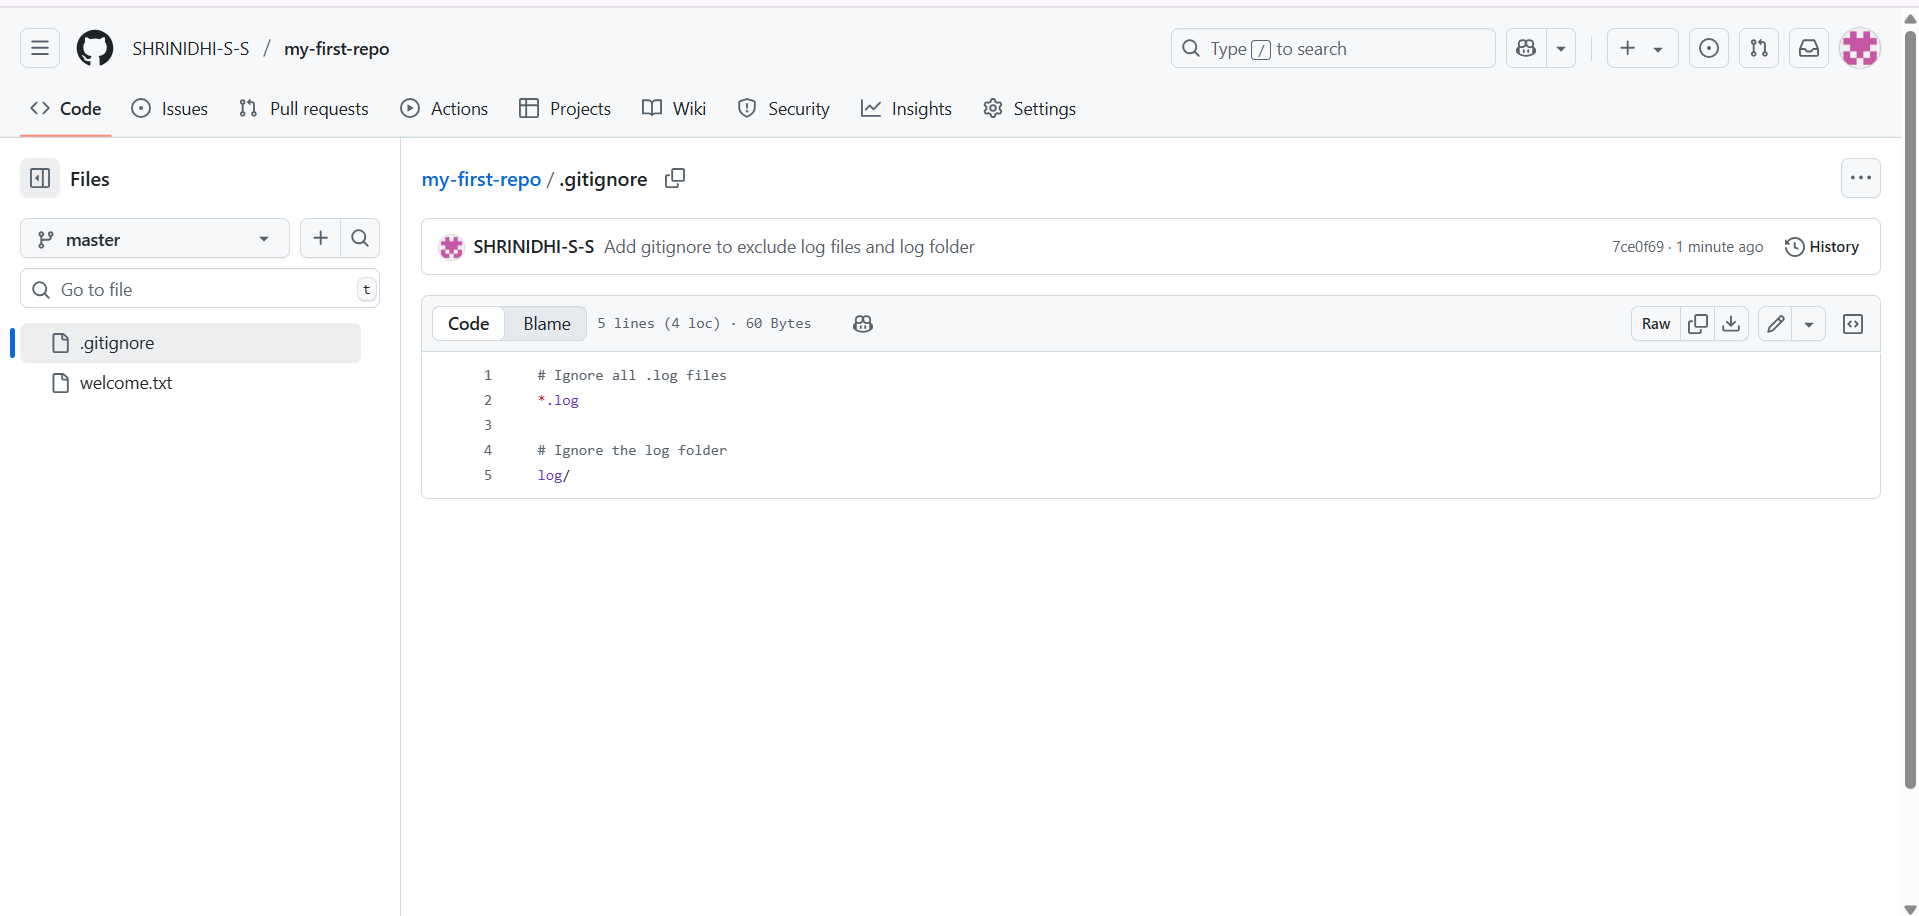 SHRINIDHI-S-S / my-first-repo
Type / to search
Code Issues Pull requests Actions Projects Wiki Security Insights Settings
Files
master
Go to file t
.gitignore
welcome.txt
my-first-repo / .gitignore
SHRINIDHI-S-S Add gitignore to exclude log files and log folder 7ce0f69 · 1 minute ago History
Code Blame 5 lines (4 loc) · 60 Bytes Raw
1 # Ignore all .log files
2 *.log
3
4 # Ignore the log folder
5 log/